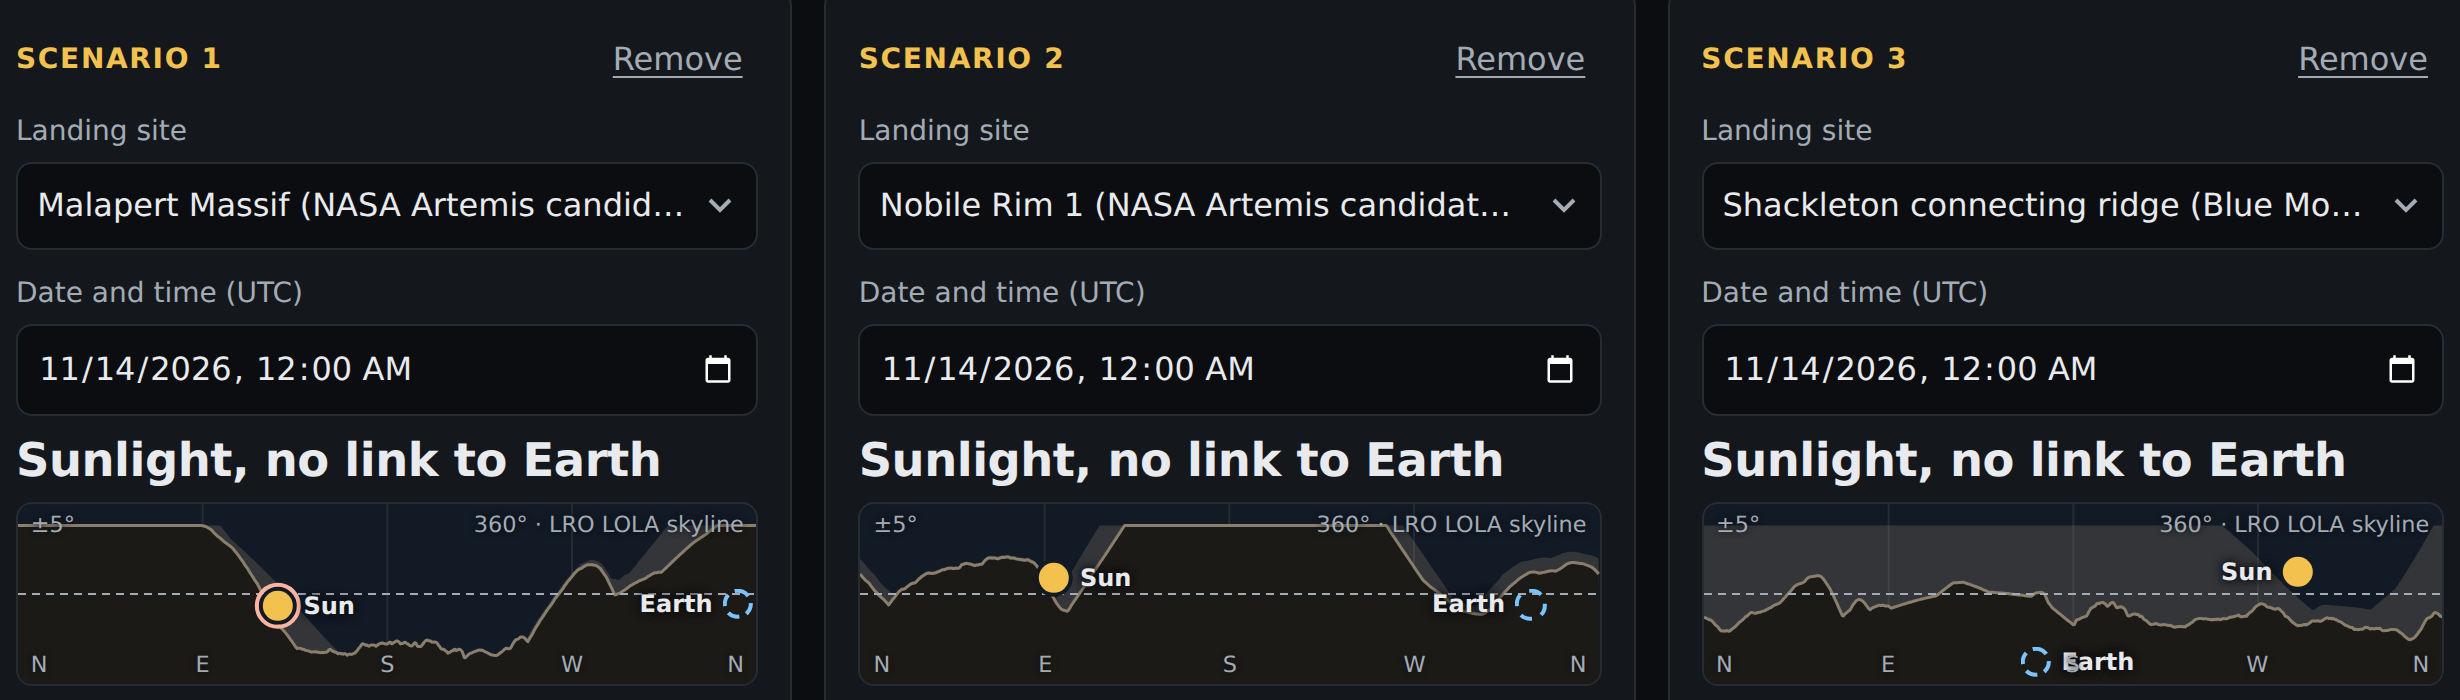 SCENARIO 1
Remove
Landing site
Malapert Massif (NASA Artemis candid...
Date and time (UTC)
11/14/2026, 12:00 AM
Sunlight, no link to Earth
±5°
360° · LRO LOLA skyline
Sun
Earth
N
E
S
W
N
SCENARIO 2
Remove
Landing site
Nobile Rim 1 (NASA Artemis candidat...
Date and time (UTC)
11/14/2026, 12:00 AM
Sunlight, no link to Earth
±5°
360° · LRO LOLA skyline
Sun
Earth
N
E
S
W
N
SCENARIO 3
Remove
Landing site
Shackleton connecting ridge (Blue Mo...
Date and time (UTC)
11/14/2026, 12:00 AM
Sunlight, no link to Earth
±5°
360° · LRO LOLA skyline
Sun
Earth
N
E
S
W
N